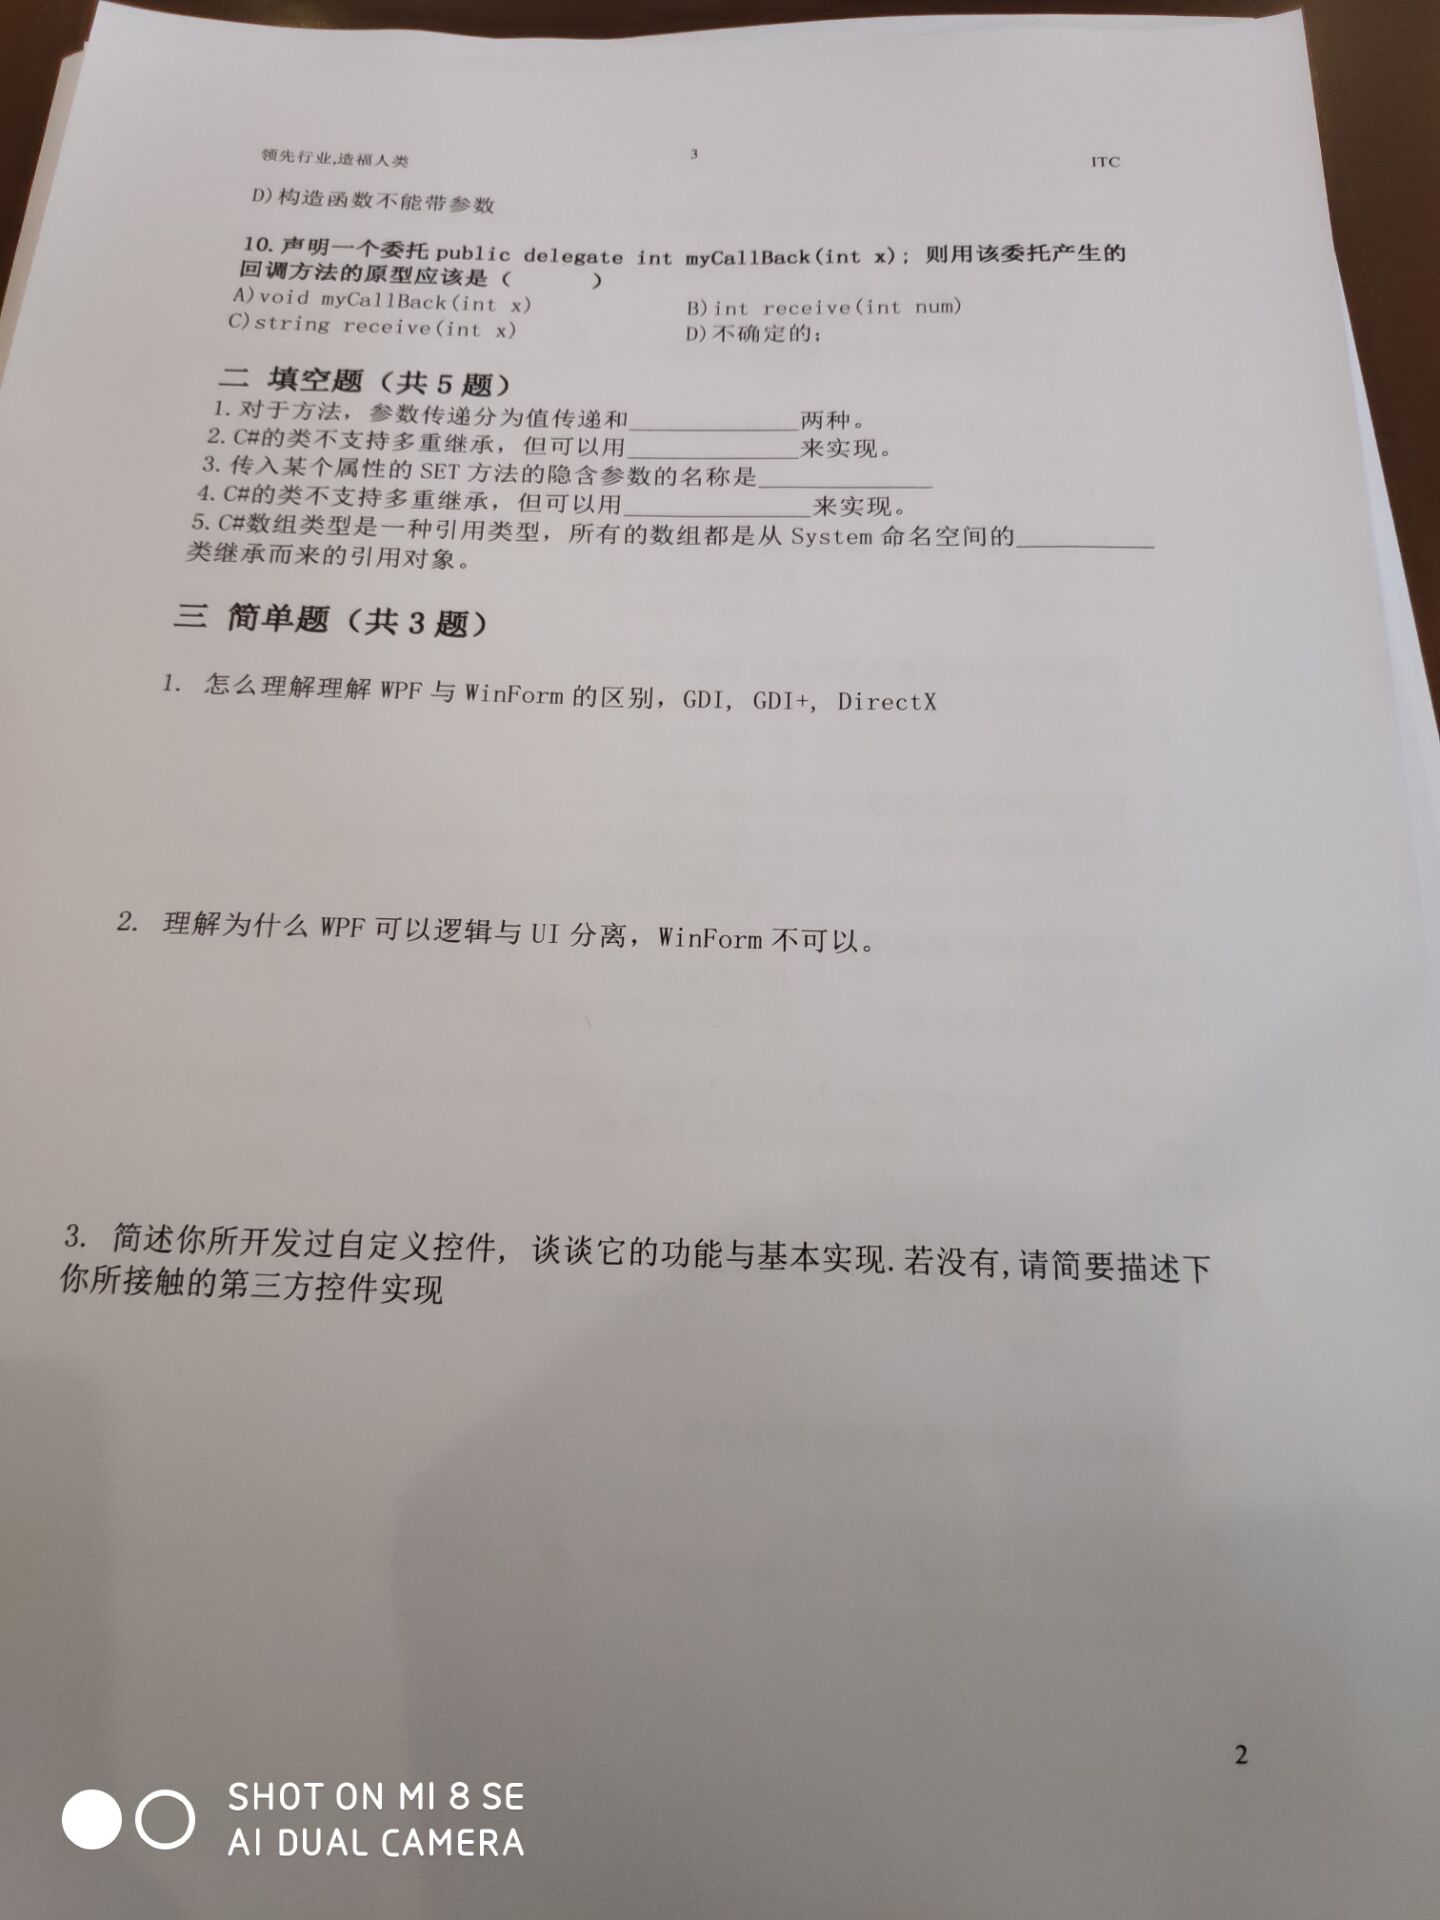 领先行业,造福人类 3 ITC
D)构造函数不能带参数
10.声明一个委托 public delegate int myCallBack(int x); 则用该委托产生的
回调方法的原型应该是（ ）
A)void myCallBack(int x) B)int receive(int num)
C)string receive(int x) D)不确定的;
二 填空题（共 5 题）
1.对于方法，参数传递分为值传递和____________两种。
2.C#的类不支持多重继承，但可以用____________来实现。
3.传入某个属性的 SET 方法的隐含参数的名称是____________
4.C#的类不支持多重继承，但可以用____________来实现。
5.C#数组类型是一种引用类型，所有的数组都是从 System 命名空间的__________
类继承而来的引用对象。
三 简单题（共 3 题）
1. 怎么理解理解 WPF 与 WinForm 的区别，GDI, GDI+, DirectX
2. 理解为什么 WPF 可以逻辑与 UI 分离，WinForm 不可以。
3. 简述你所开发过自定义控件, 谈谈它的功能与基本实现.若没有,请简要描述下
你所接触的第三方控件实现
2
SHOT ON MI 8 SE
AI DUAL CAMERA